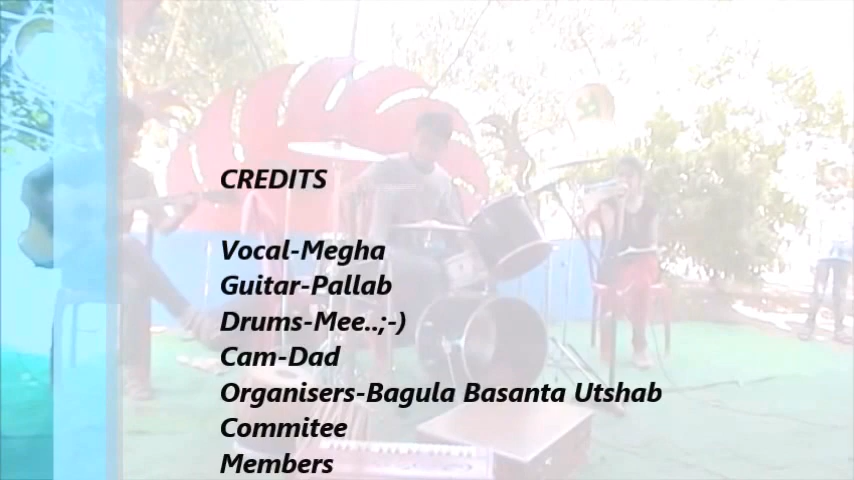 CREDITS
Vocal-Megha
Guitar-Pallab
Drums-Mee..;-)
Cam-Dad
Organisers-Bagula Basanta Utshab
Commitee
Members